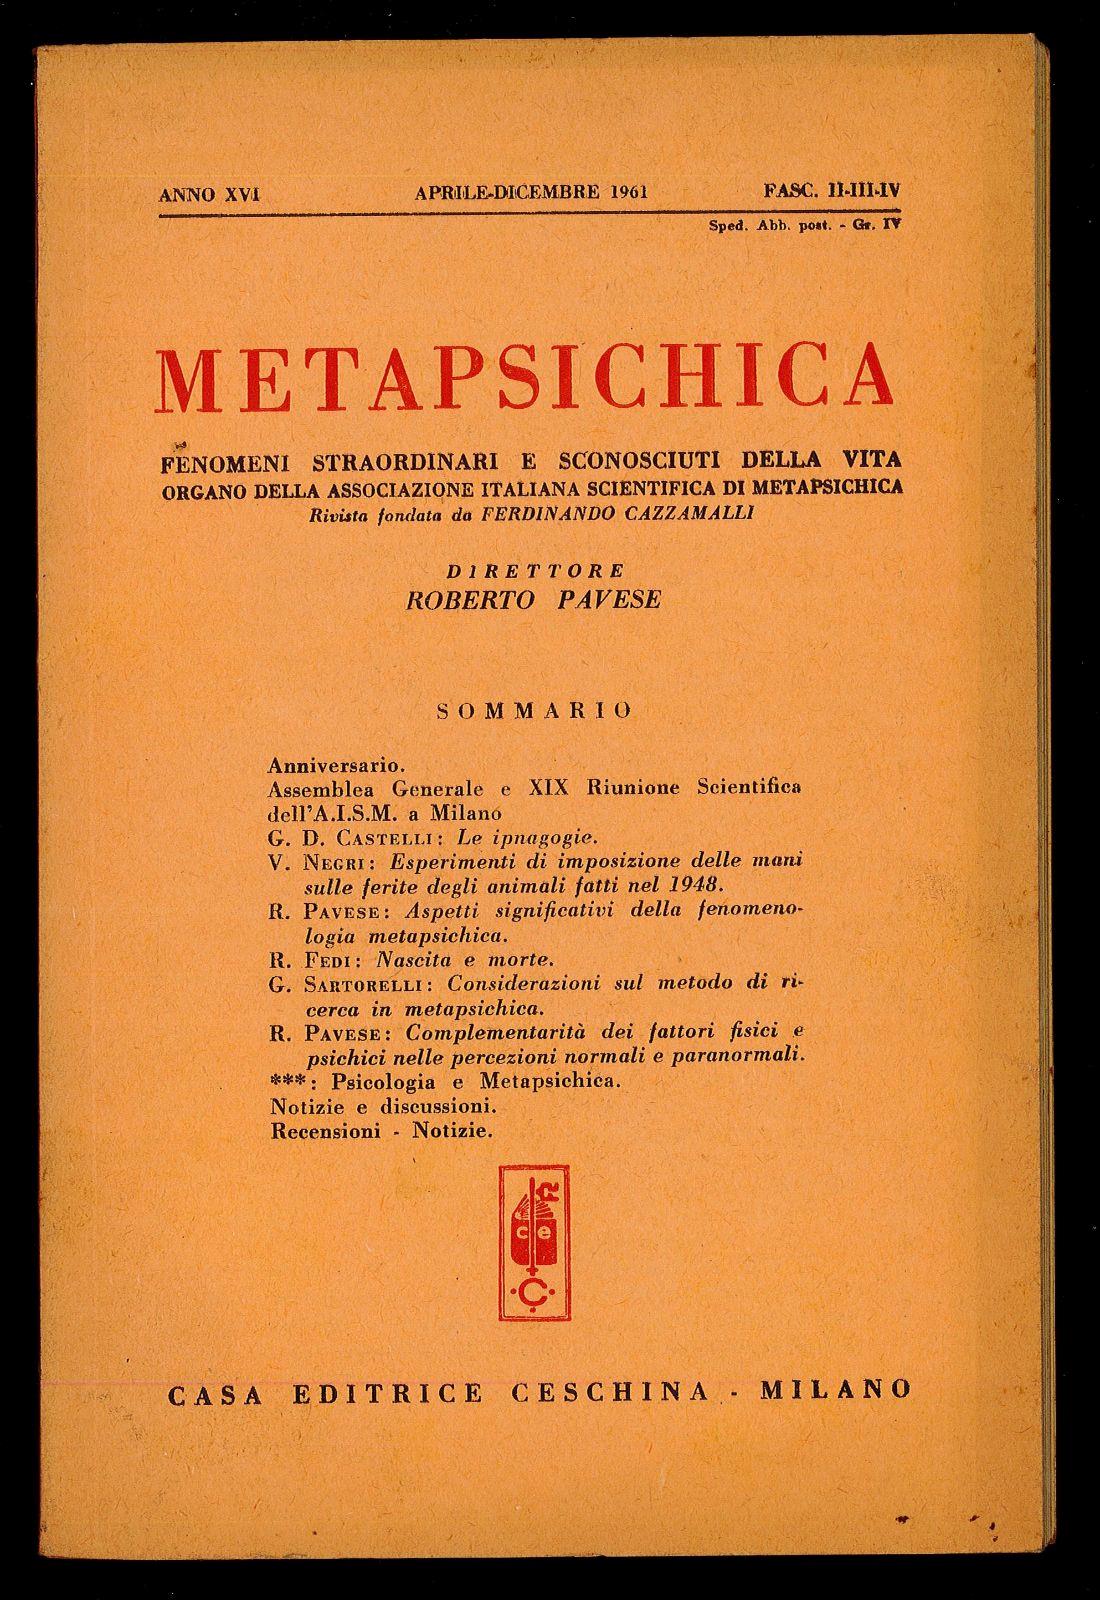 ANNO XVI APRILE-DICEMBRE 1961 FASC. II-III-IV
Sped. Abb. post. - Gr. IV
METAPSICHICA
FENOMENI STRAORDINARI E SCONOSCIUTI DELLA VITA
ORGANO DELLA ASSOCIAZIONE ITALIANA SCIENTIFICA DI METAPSICHICA
Rivista fondata da FERDINANDO CAZZAMALLI
DIRETTORE
ROBERTO PAVESE
SOMMARIO
Anniversario.
Assemblea Generale e XIX Riunione Scientifica
dell'A.I.S.M. a Milano
G. D. CASTELLI: Le ipnagogie.
V. NEGRI: Esperimenti di imposizione delle mani
sulle ferite degli animali fatti nel 1948.
R. PAVESE: Aspetti significativi della fenomeno-
logia metapsichica.
R. FEDI: Nascita e morte.
G. SARTORELLI: Considerazioni sul metodo di ri-
cerca in metapsichica.
R. PAVESE: Complementarità dei fattori fisici e
psichici nelle percezioni normali e paranormali.
***: Psicologia e Metapsichica.
Notizie e discussioni.
Recensioni - Notizie.
c e
C
CASA EDITRICE CESCHINA - MILANO